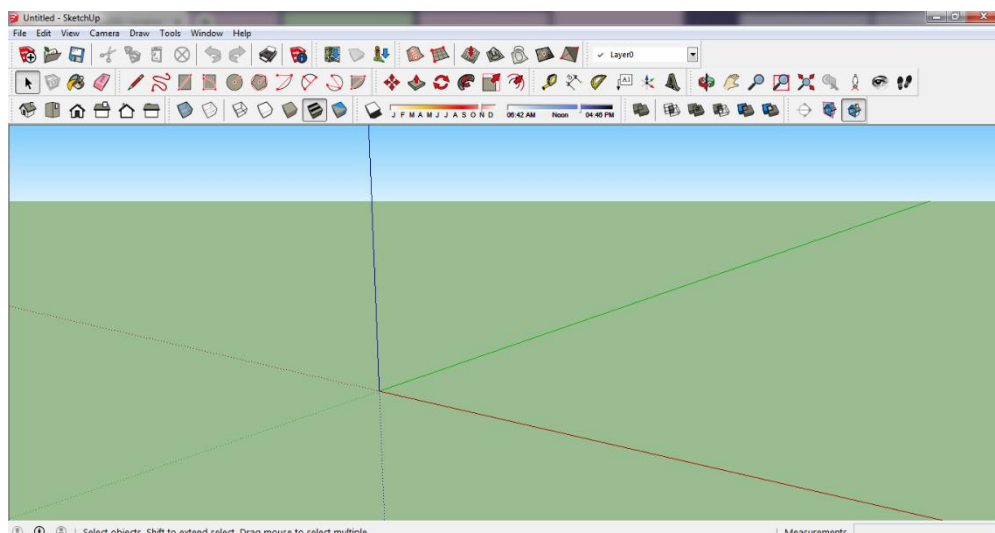 Untitled - SketchUp
File Edit View Camera Draw Tools Window Help
Layer0
J F M A M J J A S O N D 06:42 AM Noon 04:46 PM
Select objects. Shift to extend select. Drag mouse to select multiple.
Measurements